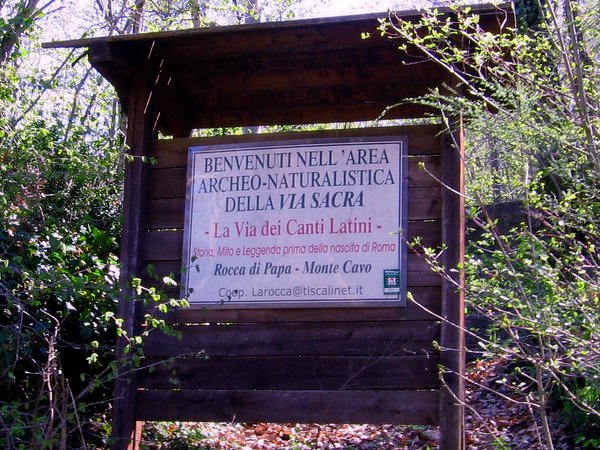 BENVENUTI NELL'AREA
ARCHEO-NATURALISTICA
DELLA VIA SACRA
- La Via dei Canti Latini -
Storia, Mito e Leggenda prima della nascita di Roma
Rocca di Papa - Monte Cavo
Coop. Larocca@tiscalinet.it